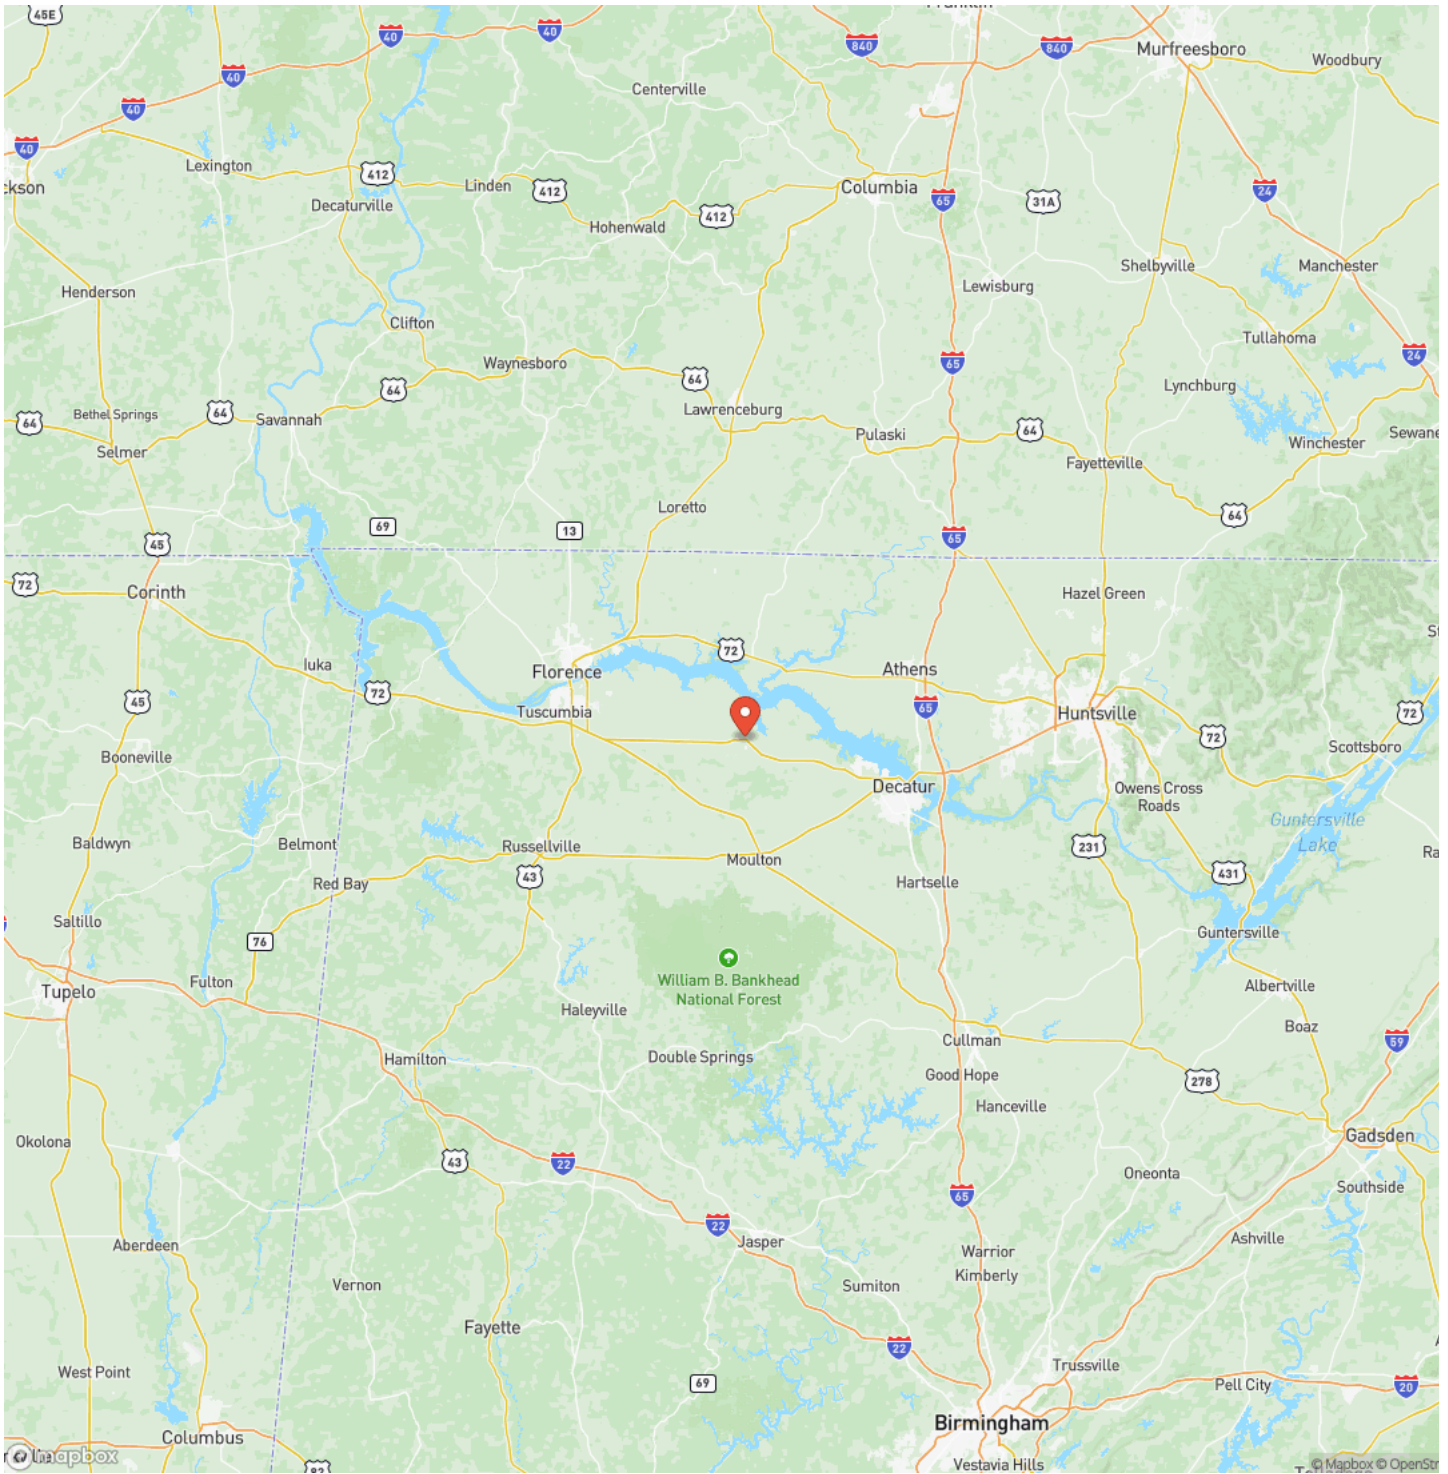 45E
Franklin
40
40
840
840
Murfreesboro
Woodbury
40
Centerville
40
40
Lexington
412
Linden
412
Columbia
65
31A
24
ckson
Decaturville
412
Hohenwald
Shelbyville
Manchester
Henderson
Lewisburg
Clifton
Tullahoma
Waynesboro
65
24
64
64
Lynchburg
Bethel Springs
64
Savannah
Lawrenceburg
64
Pulaski
64
Winchester
Sewane
Selmer
Fayetteville
Loretto
64
69
13
45
65
72
Corinth
Hazel Green
72
Iuka
Florence
Athens
72
45
Tuscumbia
65
Huntsville
72
72
Booneville
Scottsboro
Decatur
Owens Cross
Roads
Guntersville
Lake
Baldwyn
Belmont
Russellville
Moulton
231
Ra
Red Bay
43
Hartselle
431
Saltillo
76
Guntersville
William B. Bankhead
National Forest
Tupelo
Fulton
Albertville
Haleyville
Boaz
Hamilton
Double Springs
Cullman
59
Good Hope
278
Hanceville
Okolona
Gadsden
43
22
Oneonta
65
Southside
22
Aberdeen
Jasper
Warrior
Ashville
Vernon
Sumiton
Kimberly
Fayette
22
West Point
69
Trussville
Pell City
20
Birmingham
Columbus
mapbox
Vestavia Hills
82
© Mapbox © OpenStr